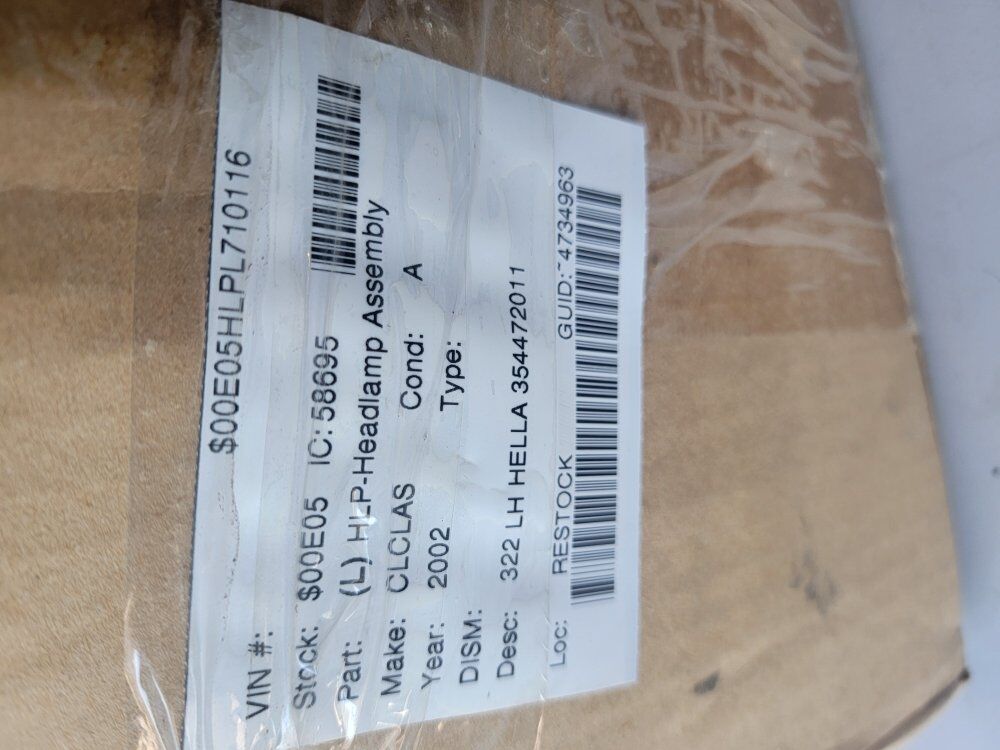 $00E05HLPL710116
VIN #:
Stock: $00E05 IC: 58695
Part: (L) HLP-Headlamp Assembly
Make: CLCLAS Cond: A
Year: 2002 Type:
DISM:
Desc: 322 LH HELLA 354472011
Loc: RESTOCK GUID:~4734963